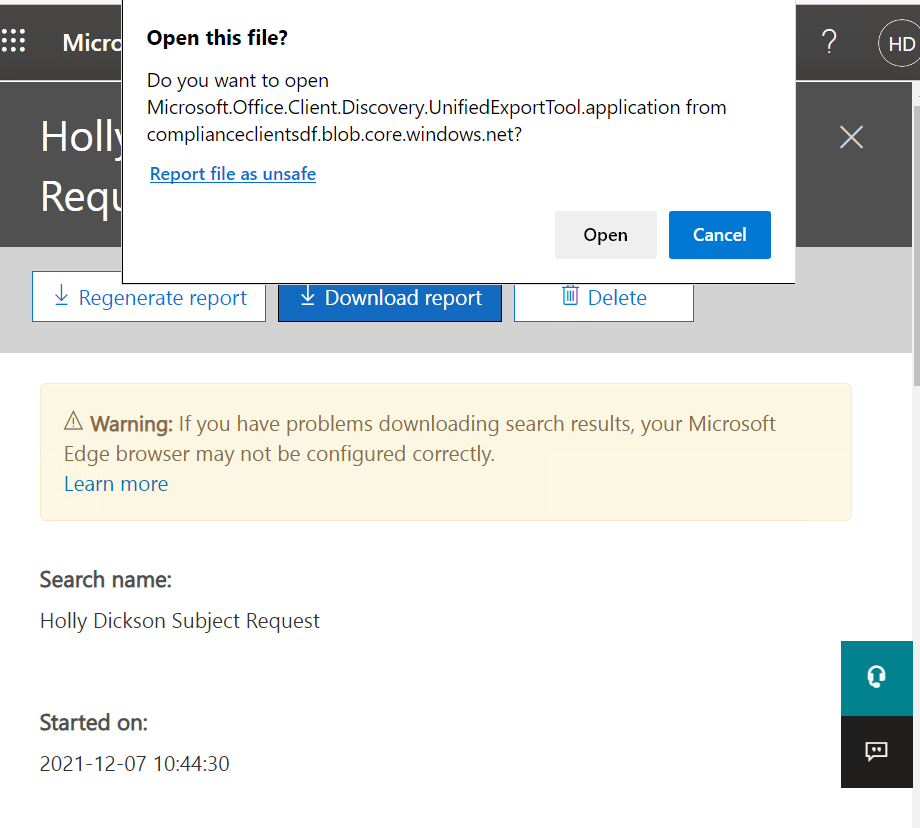 Micro
Open this file?
Do you want to open
Microsoft.Office.Client.Discovery.UnifiedExportTool.application from
complianceclientsdf.blob.core.windows.net?
Report file as unsafe
Open
Cancel
?
HD
Holly
Requ
Regenerate report
Download report
Delete
Warning: If you have problems downloading search results, your Microsoft
Edge browser may not be configured correctly.
Learn more
Search name:
Holly Dickson Subject Request
Started on:
2021-12-07 10:44:30